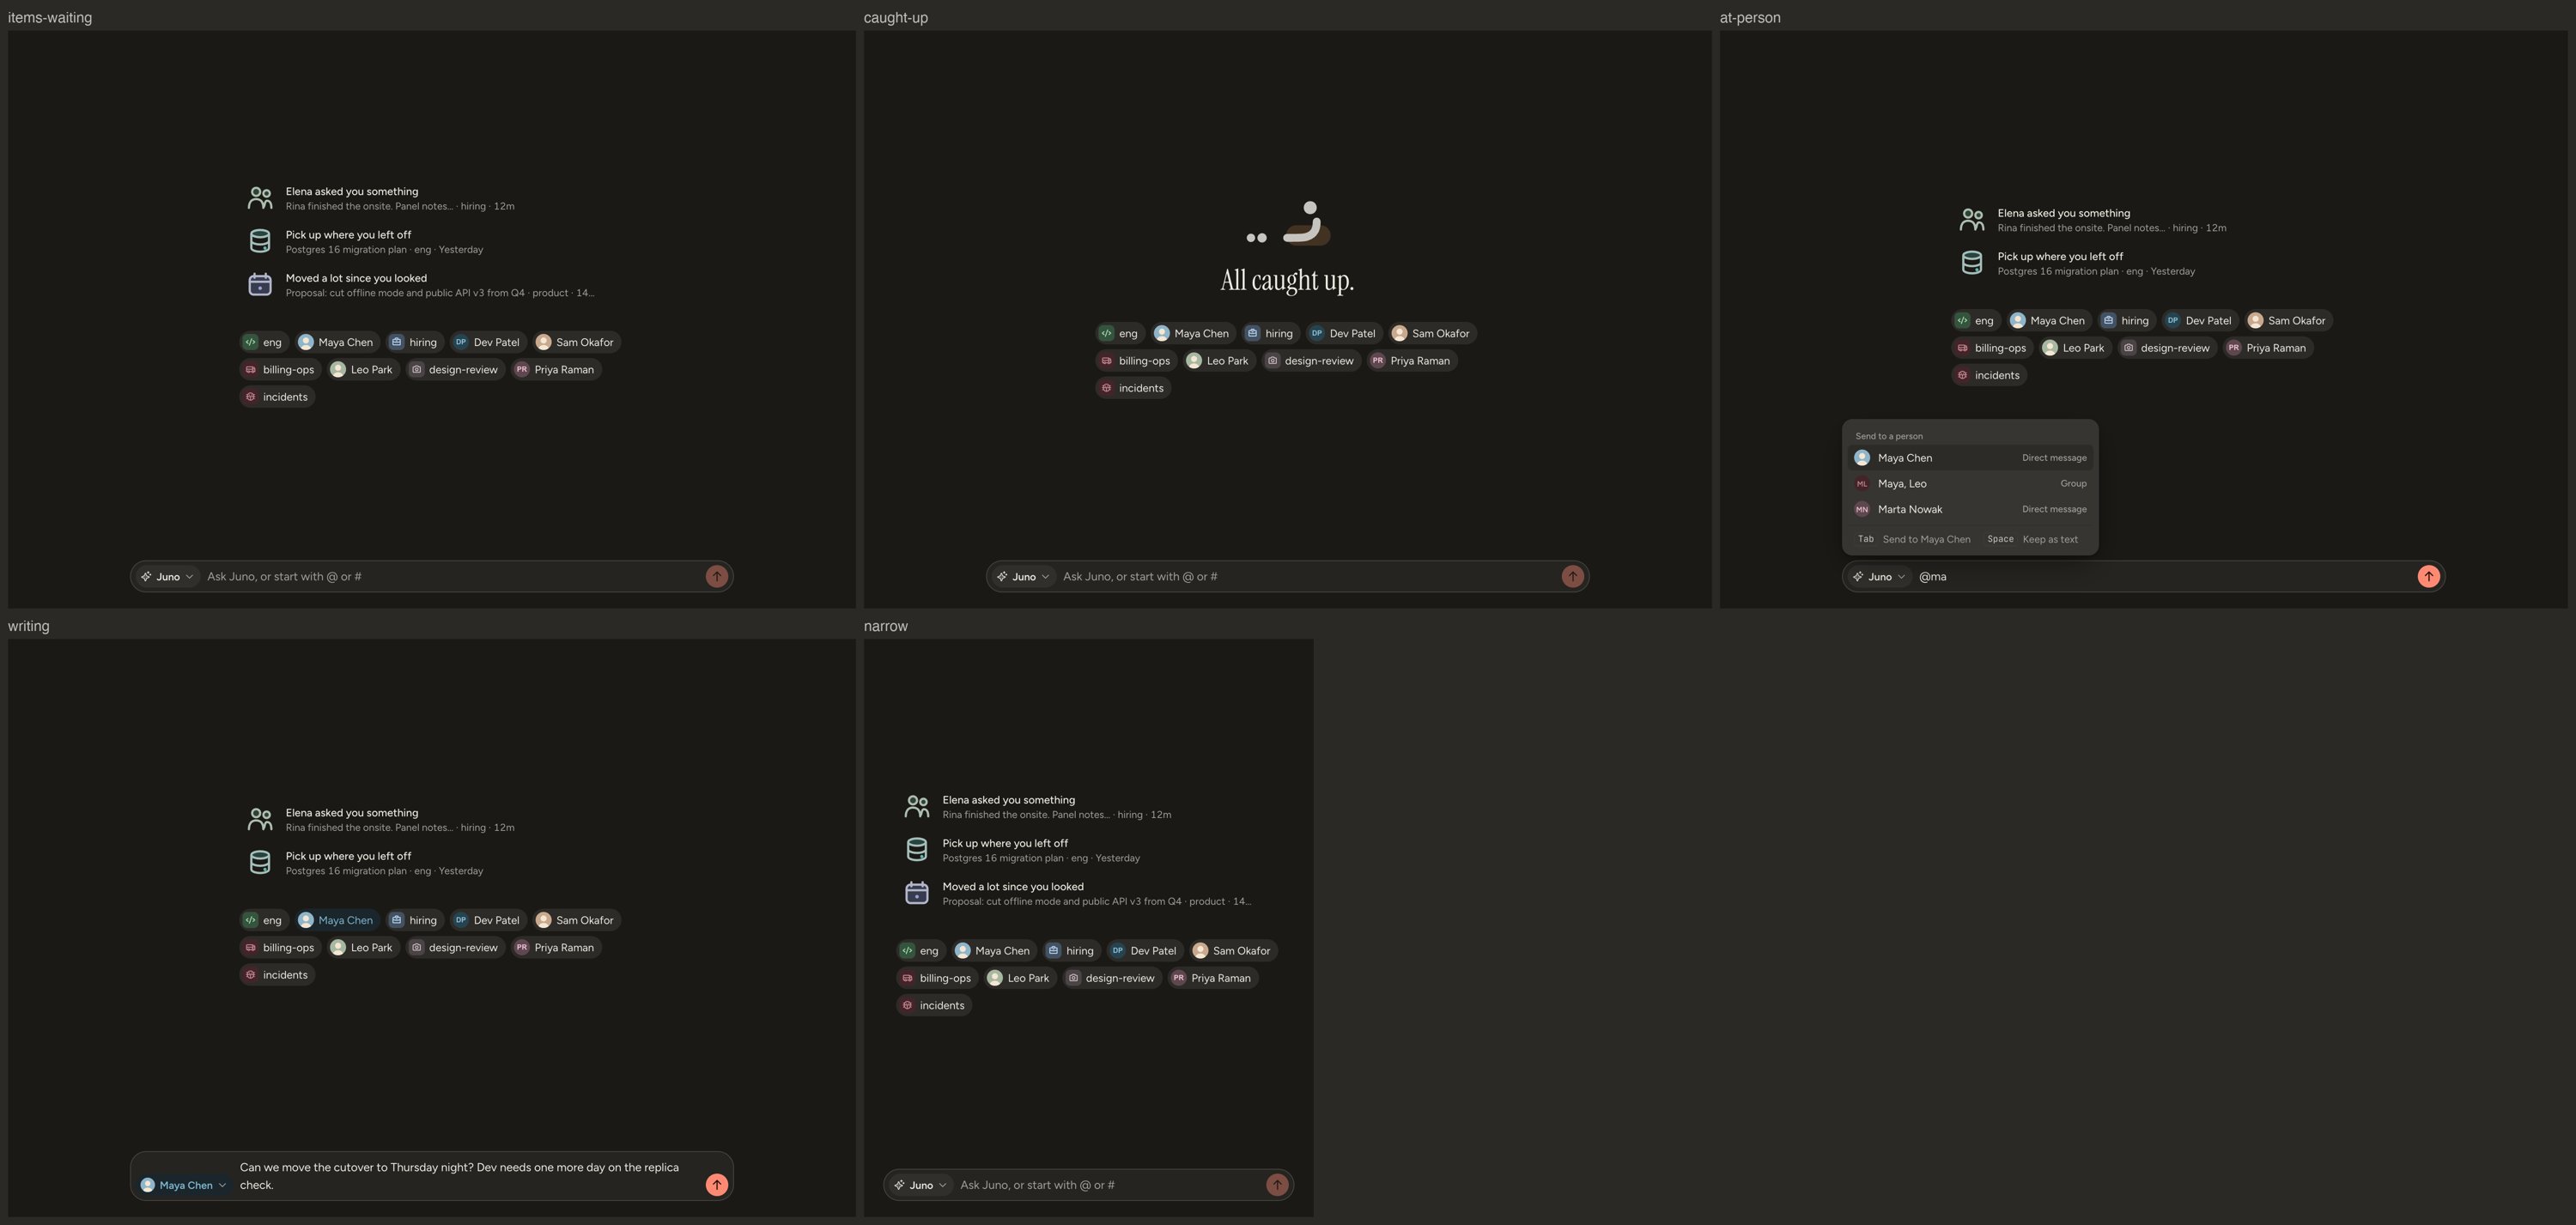 items-waiting
Elena asked you something
Rina finished the onsite. Panel notes... · hiring · 12m
Pick up where you left off
Postgres 16 migration plan · eng · Yesterday
Moved a lot since you looked
Proposal: cut offline mode and public API v3 from Q4 · product · 14...
eng Maya Chen hiring DP Dev Patel Sam Okafor
billing-ops Leo Park design-review PR Priya Raman
incidents
Juno Ask Juno, or start with @ or #
caught-up
All caught up.
eng Maya Chen hiring DP Dev Patel Sam Okafor
billing-ops Leo Park design-review PR Priya Raman
incidents
Juno Ask Juno, or start with @ or #
at-person
Elena asked you something
Rina finished the onsite. Panel notes... · hiring · 12m
Pick up where you left off
Postgres 16 migration plan · eng · Yesterday
eng Maya Chen hiring DP Dev Patel Sam Okafor
billing-ops Leo Park design-review PR Priya Raman
incidents
Send to a person
Maya Chen Direct message
ML Maya, Leo Group
MN Marta Nowak Direct message
Tab Send to Maya Chen Space Keep as text
Juno @ma
writing
Elena asked you something
Rina finished the onsite. Panel notes... · hiring · 12m
Pick up where you left off
Postgres 16 migration plan · eng · Yesterday
eng Maya Chen hiring DP Dev Patel Sam Okafor
billing-ops Leo Park design-review PR Priya Raman
incidents
Can we move the cutover to Thursday night? Dev needs one more day on the replica
Maya Chen check.
narrow
Elena asked you something
Rina finished the onsite. Panel notes... · hiring · 12m
Pick up where you left off
Postgres 16 migration plan · eng · Yesterday
Moved a lot since you looked
Proposal: cut offline mode and public API v3 from Q4 · product · 14...
eng Maya Chen hiring DP Dev Patel Sam Okafor
billing-ops Leo Park design-review PR Priya Raman
incidents
Juno Ask Juno, or start with @ or #